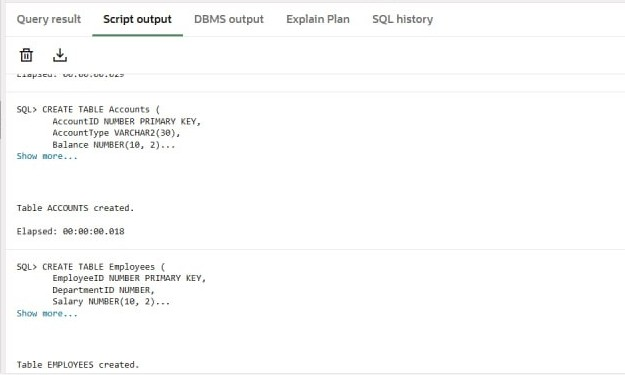 Query result Script output DBMS output Explain Plan SQL history
SQL> CREATE TABLE Accounts (
AccountID NUMBER PRIMARY KEY,
AccountType VARCHAR2(30),
Balance NUMBER(10, 2)...
Show more...
Table ACCOUNTS created.
Elapsed: 00:00:00.018
SQL> CREATE TABLE Employees (
EmployeeID NUMBER PRIMARY KEY,
DepartmentID NUMBER,
Salary NUMBER(10, 2)...
Show more...
Table EMPLOYEES created.